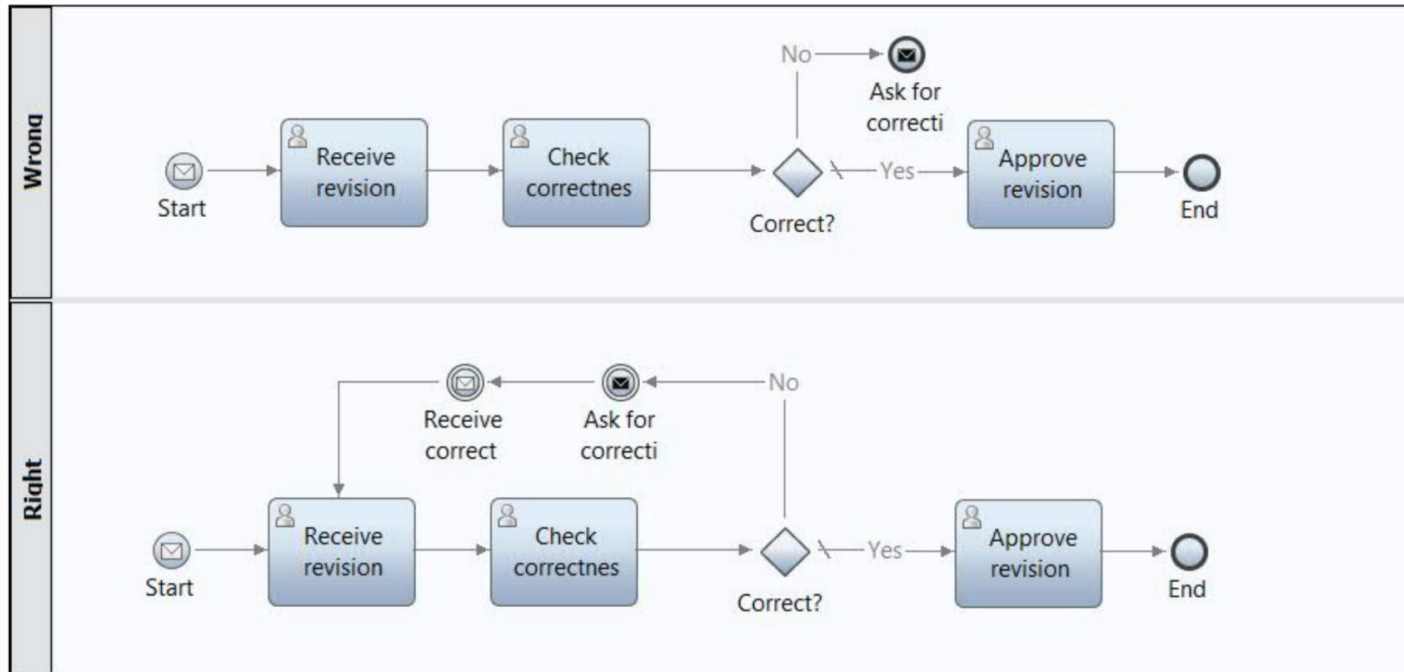 Wrong
No
Ask for
correcti
Receive
revision
Check
correctnes
Yes
Approve
revision
Start
Correct?
End
Right
No
Receive
correct
Ask for
correcti
Receive
revision
Check
correctnes
Yes
Approve
revision
Start
Correct?
End